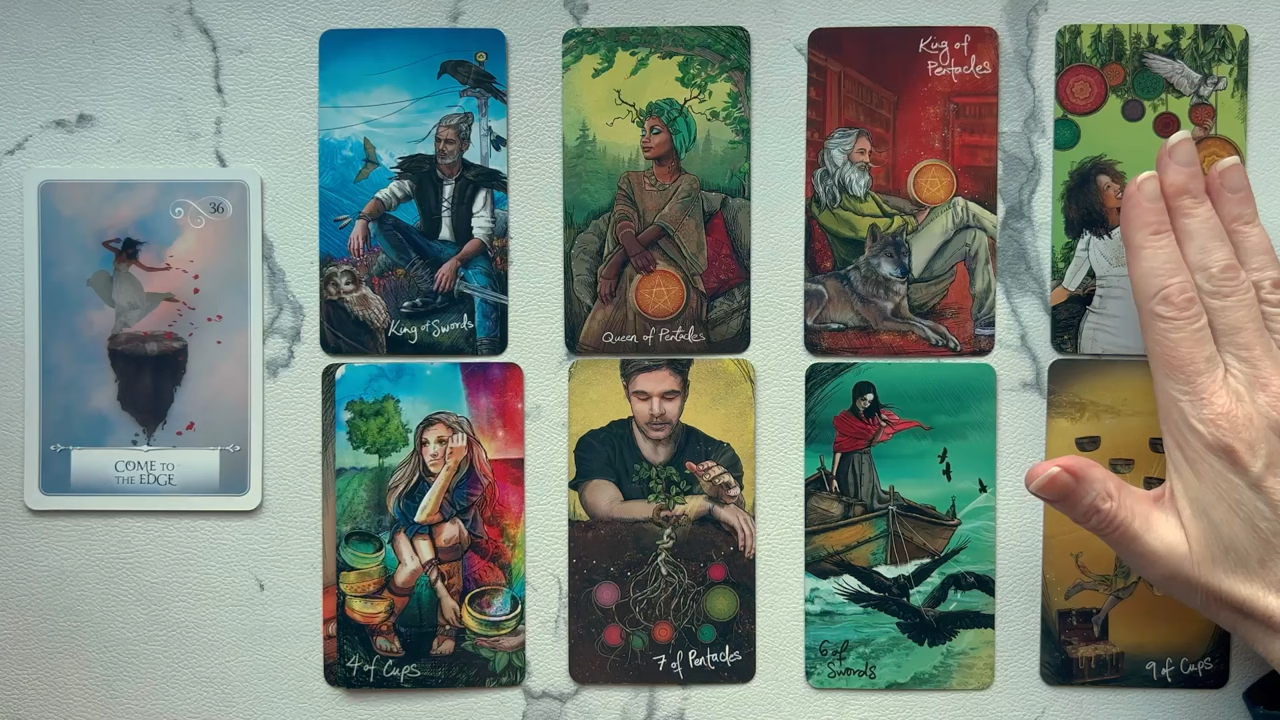 36
COME TO
THE EDGE
King of Swords
Queen of Pentacles
King of
Pentacles
4 of Cups
7 of Pentacles
6 of
Swords
9 of Cups